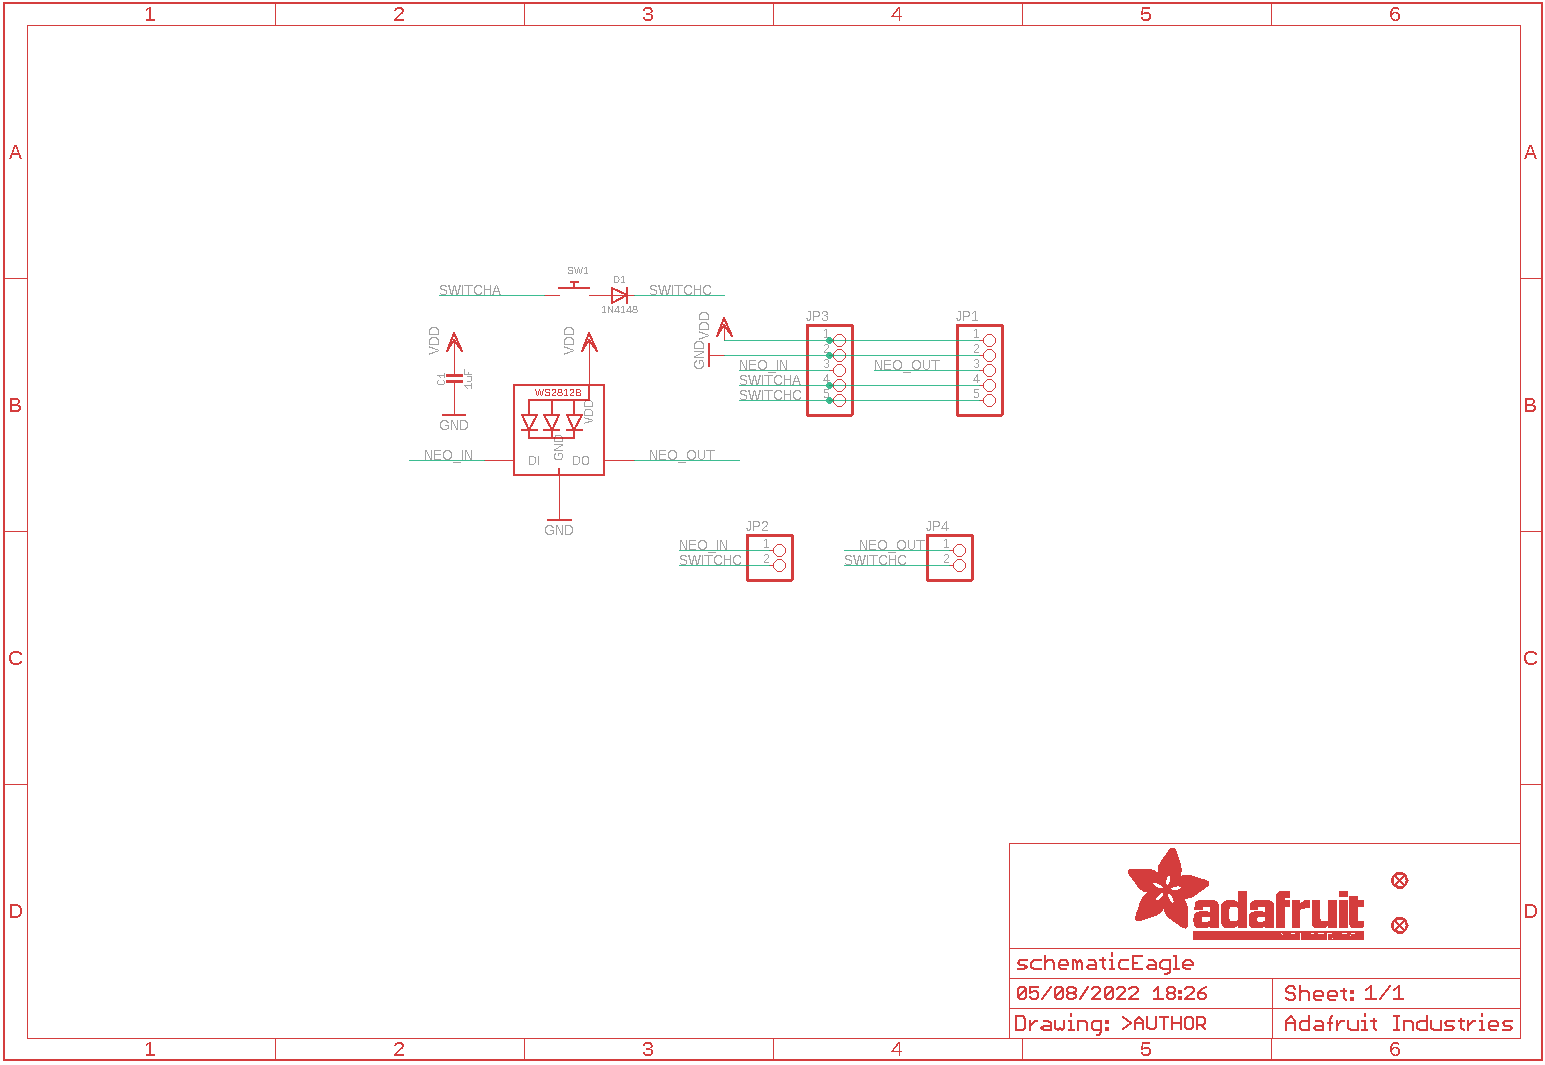 1 2 3 4 5 6
A A
SW1
D1
SWITCHA SWITCHC
1N4148
JP3 JP1
VDD VDD VDD
1 1
GND 2 2
NEO_IN 3 NEO_OUT 3
C1 1uF SWITCHA 4 4
SWITCHC 5 5
WS2812B
B B
VDD
GND
NEO_IN DI GND DO NEO_OUT
GND
JP2 JP4
NEO_IN 1 NEO_OUT 1
SWITCHC 2 SWITCHC 2
C C
D D
adafruit
schematicEagle
05/08/2022 18:26 Sheet: 1/1
Drawing: >AUTHOR Adafruit Industries
1 2 3 4 5 6